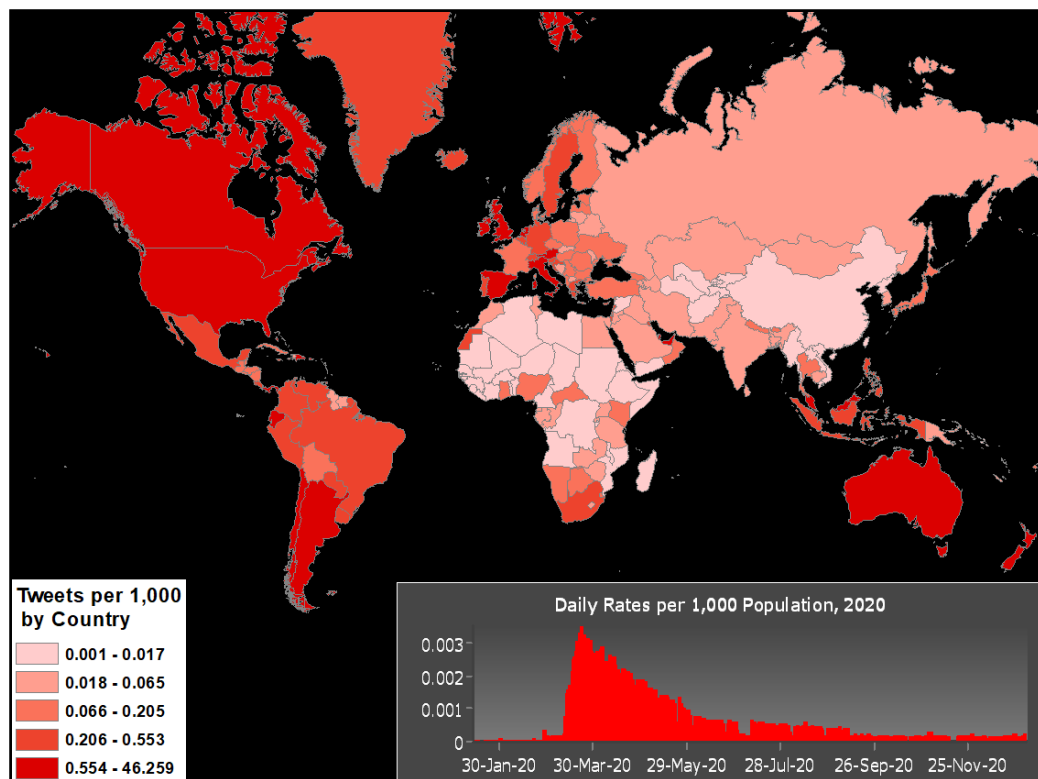 Tweets per 1,000
by Country
0.001 - 0.017
0.018 - 0.065
0.066 - 0.205
0.206 - 0.553
0.554 - 46.259
Daily Rates per 1,000 Population, 2020
0.003
0.002
0.001
0
30-Jan-20 30-Mar-20 29-May-20 28-Jul-20 26-Sep-20 25-Nov-20